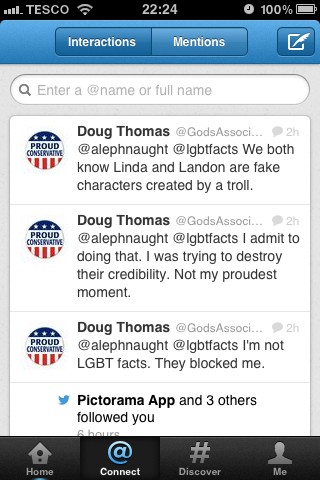 TESCO 22:24 100%
Interactions Mentions
Enter a @name or full name
PROUD CONSERVATIVE
Doug Thomas @GodsAssoci... 2h
@alephnaught @lgbtfacts We both
know Linda and Landon are fake
characters created by a troll.
PROUD CONSERVATIVE
Doug Thomas @GodsAssoci... 2h
@alephnaught @lgbtfacts I admit to
doing that. I was trying to destroy
their credibility. Not my proudest
moment.
PROUD CONSERVATIVE
Doug Thomas @GodsAssoci... 2h
@alephnaught @lgbtfacts I'm not
LGBT facts. They blocked me.
Pictorama App and 3 others
followed you
6 hours
Home @ Connect # Discover Me